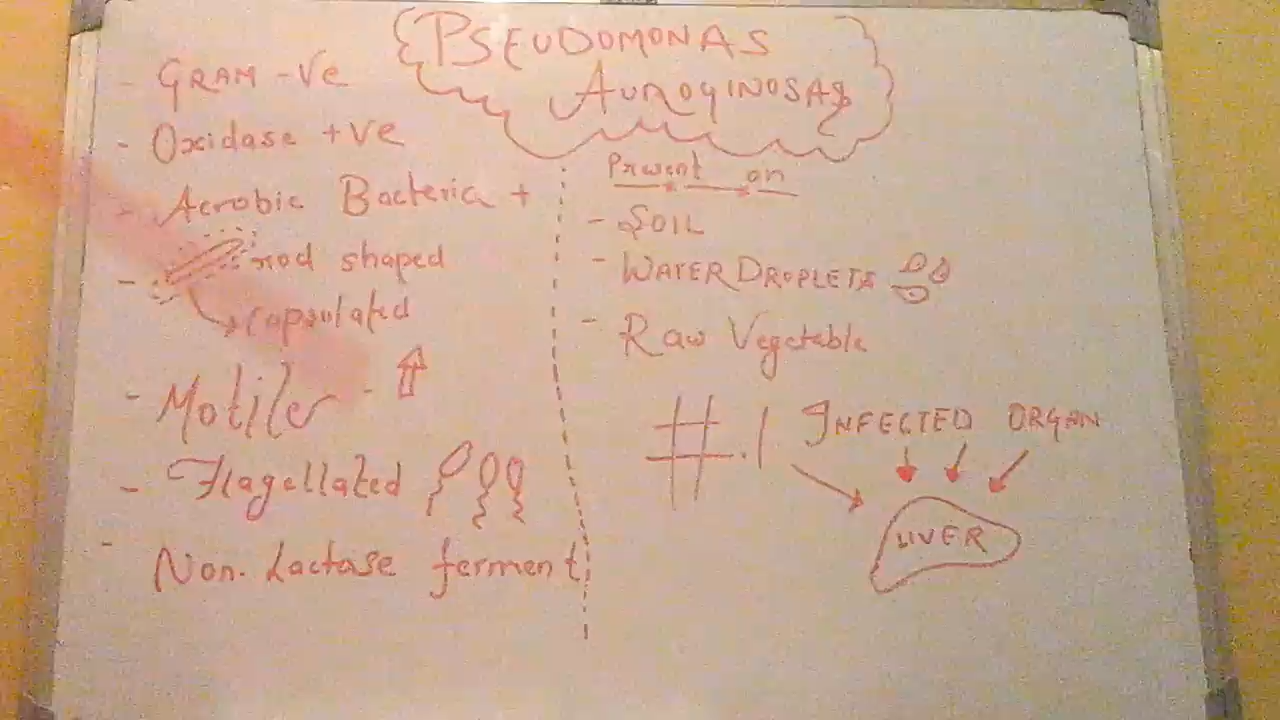 PSEUDOMONAS
AUROGINOSAS
- GRAM -Ve
- Oxidase +ve
- Aerobic Bacteria +
- rod shaped
capsulated
- Motiler - ⇧
- Flagellated
- Non. Lactase ferment
Present on
- SOIL
- WATER DROPLETS
- Raw Vegetable
#.1 INFECTED ORGAN
LIVER